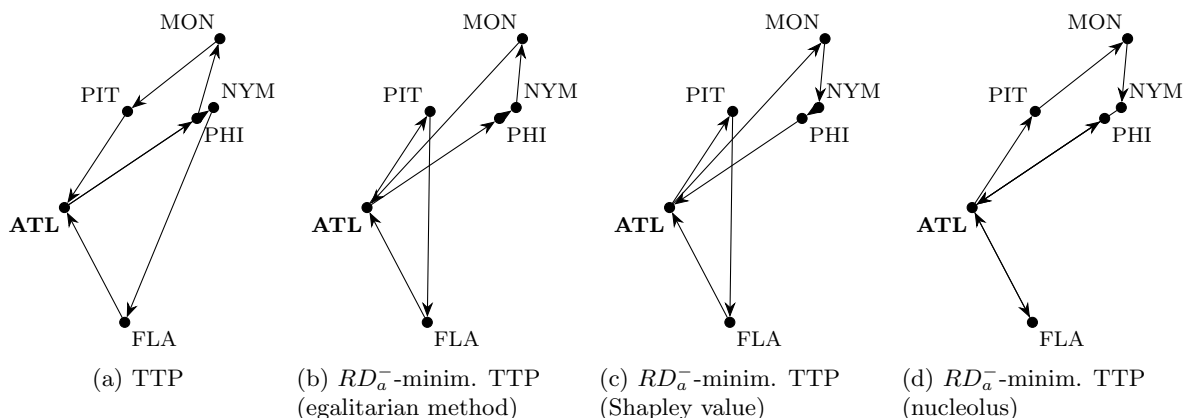 MON
PIT
NYM
PHI
ATL
FLA
(a) TTP
MON
PIT
NYM
PHI
ATL
FLA
(b) RD_a^(-)-minim. TTP
(egalitarian method)
MON
PIT
NYM
PHI
ATL
FLA
(c) RD_a^(-)-minim. TTP
(Shapley value)
MON
PIT
NYM
PHI
ATL
FLA
(d) RD_a^(-)-minim. TTP
(nucleolus)